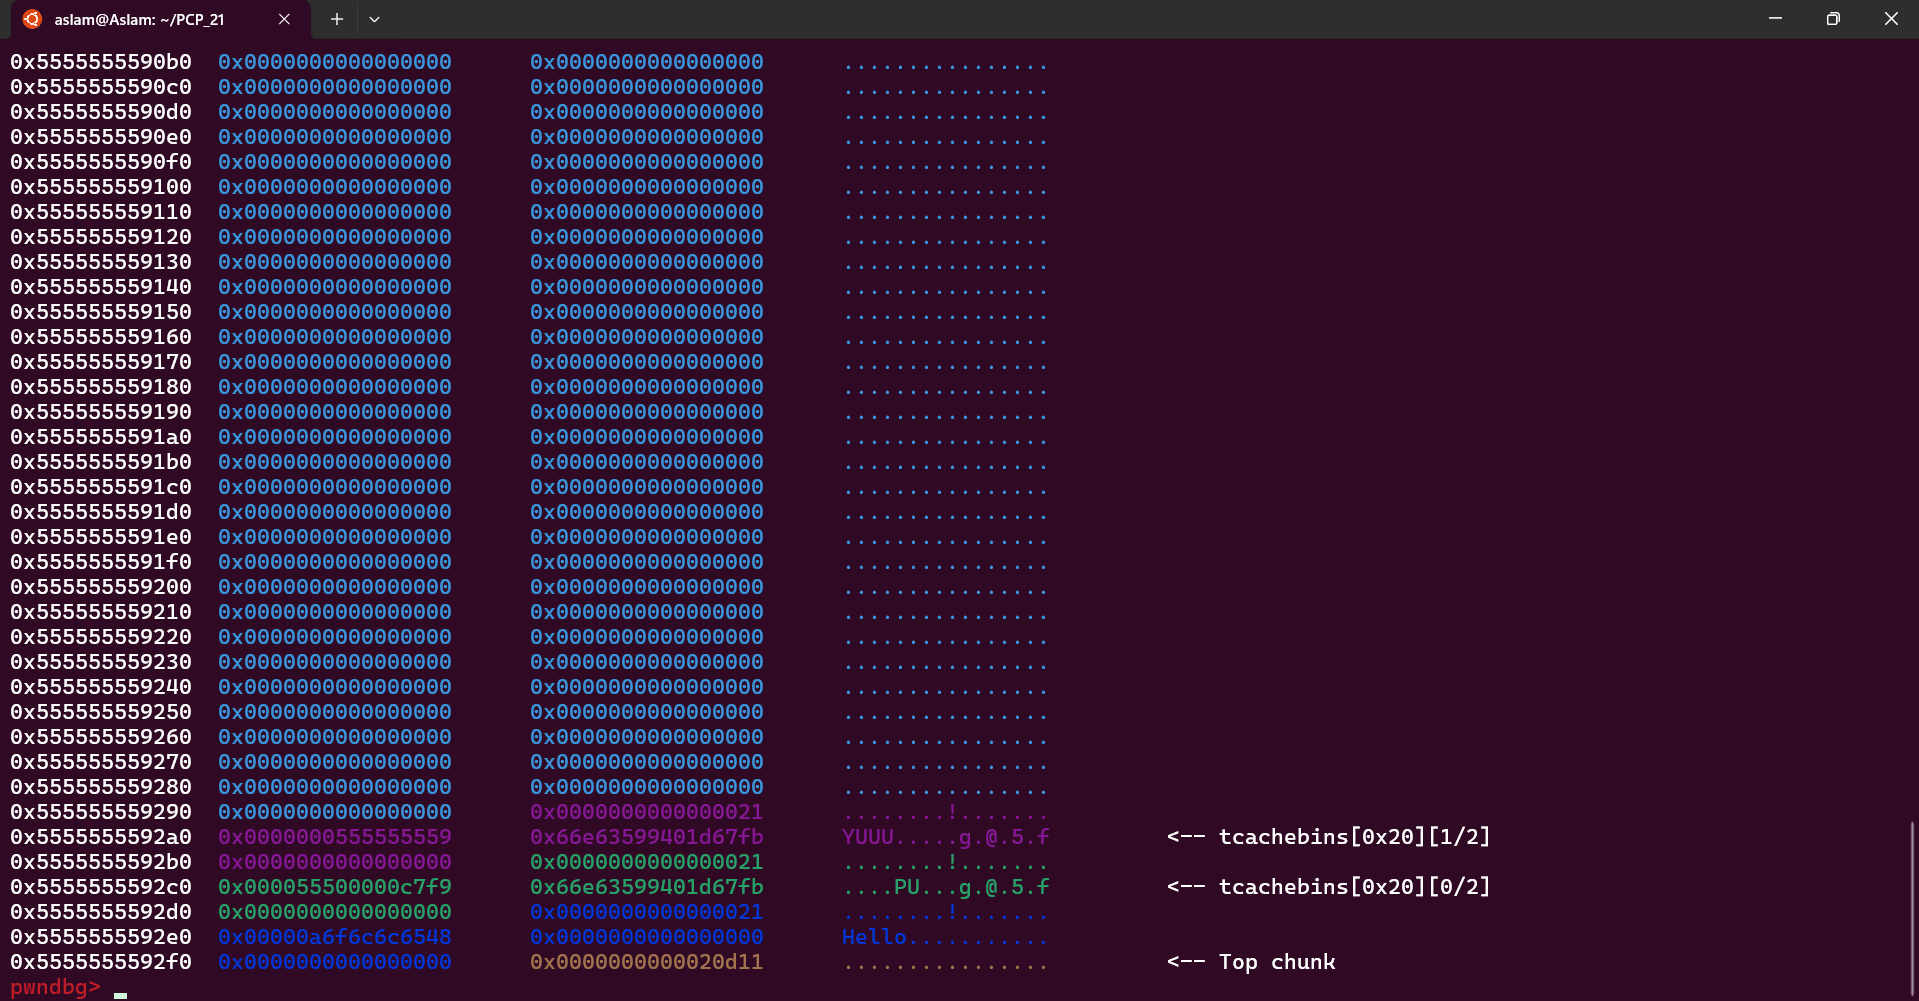 aslam@Aslam: ~/PCP_21
0x5555555590b0 0x0000000000000000 0x0000000000000000 ................
0x5555555590c0 0x0000000000000000 0x0000000000000000 ................
0x5555555590d0 0x0000000000000000 0x0000000000000000 ................
0x5555555590e0 0x0000000000000000 0x0000000000000000 ................
0x5555555590f0 0x0000000000000000 0x0000000000000000 ................
0x555555559100 0x0000000000000000 0x0000000000000000 ................
0x555555559110 0x0000000000000000 0x0000000000000000 ................
0x555555559120 0x0000000000000000 0x0000000000000000 ................
0x555555559130 0x0000000000000000 0x0000000000000000 ................
0x555555559140 0x0000000000000000 0x0000000000000000 ................
0x555555559150 0x0000000000000000 0x0000000000000000 ................
0x555555559160 0x0000000000000000 0x0000000000000000 ................
0x555555559170 0x0000000000000000 0x0000000000000000 ................
0x555555559180 0x0000000000000000 0x0000000000000000 ................
0x555555559190 0x0000000000000000 0x0000000000000000 ................
0x5555555591a0 0x0000000000000000 0x0000000000000000 ................
0x5555555591b0 0x0000000000000000 0x0000000000000000 ................
0x5555555591c0 0x0000000000000000 0x0000000000000000 ................
0x5555555591d0 0x0000000000000000 0x0000000000000000 ................
0x5555555591e0 0x0000000000000000 0x0000000000000000 ................
0x5555555591f0 0x0000000000000000 0x0000000000000000 ................
0x555555559200 0x0000000000000000 0x0000000000000000 ................
0x555555559210 0x0000000000000000 0x0000000000000000 ................
0x555555559220 0x0000000000000000 0x0000000000000000 ................
0x555555559230 0x0000000000000000 0x0000000000000000 ................
0x555555559240 0x0000000000000000 0x0000000000000000 ................
0x555555559250 0x0000000000000000 0x0000000000000000 ................
0x555555559260 0x0000000000000000 0x0000000000000000 ................
0x555555559270 0x0000000000000000 0x0000000000000000 ................
0x555555559280 0x0000000000000000 0x0000000000000000 ................
0x555555559290 0x0000000000000000 0x0000000000000021 ........!.......
0x5555555592a0 0x0000000555555559 0x66e63599401d67fb YUUU.....g.@.5.f <-- tcachebins[0x20][1/2]
0x5555555592b0 0x0000000000000000 0x0000000000000021 ........!.......
0x5555555592c0 0x000055500000c7f9 0x66e63599401d67fb ....PU...g.@.5.f <-- tcachebins[0x20][0/2]
0x5555555592d0 0x0000000000000000 0x0000000000000021 ........!.......
0x5555555592e0 0x00000a6f6c6c6548 0x0000000000000000 Hello...........
0x5555555592f0 0x0000000000000000 0x0000000000020d11 ................ <-- Top chunk
pwndbg>